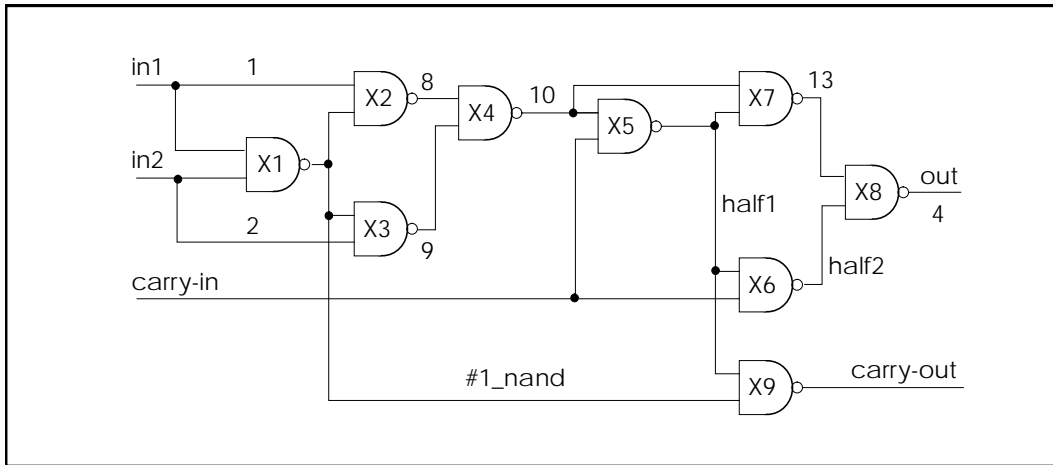 in1
1
X2
8
X4
10
X5
X7
13
in2
X1
2
X3
9
half1
X8
out
4
carry-in
X6
half2
#1_nand
X9
carry-out